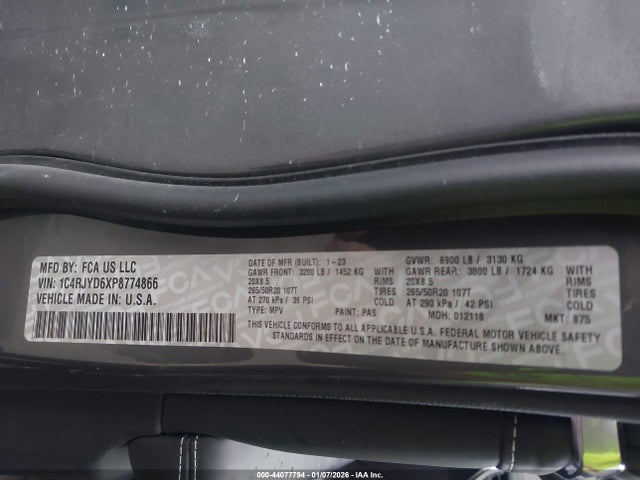 MFD BY: FCA US LLC
VIN: 1C4RJYD6XP8774866
VEHICLE MADE IN: U.S.A.
DATE OF MFR (BUILT): 1-23
GAWR FRONT: 3200 LB / 1452 KG
20X8.5
265/50R20 107T
AT 270 kPa / 39 PSI
TYPE: MPV PAINT: PAS
WITH
RIMS
TIRES
COLD
GVWR: 6900 LB / 3130 KG
GAWR REAR: 3800 LB / 1724 KG
20X8.5
265/50R20 107T
AT 290 kPa / 42 PSI
MDH: 012118
WITH
RIMS
TIRES
COLD
MKT: 875
THIS VEHICLE CONFORMS TO ALL APPLICABLE U.S.A. FEDERAL MOTOR VEHICLE SAFETY
STANDARDS IN EFFECT ON THE DATE OF MANUFACTURE SHOWN ABOVE.
000-44077794 - 01/07/2026 - IAA Inc.